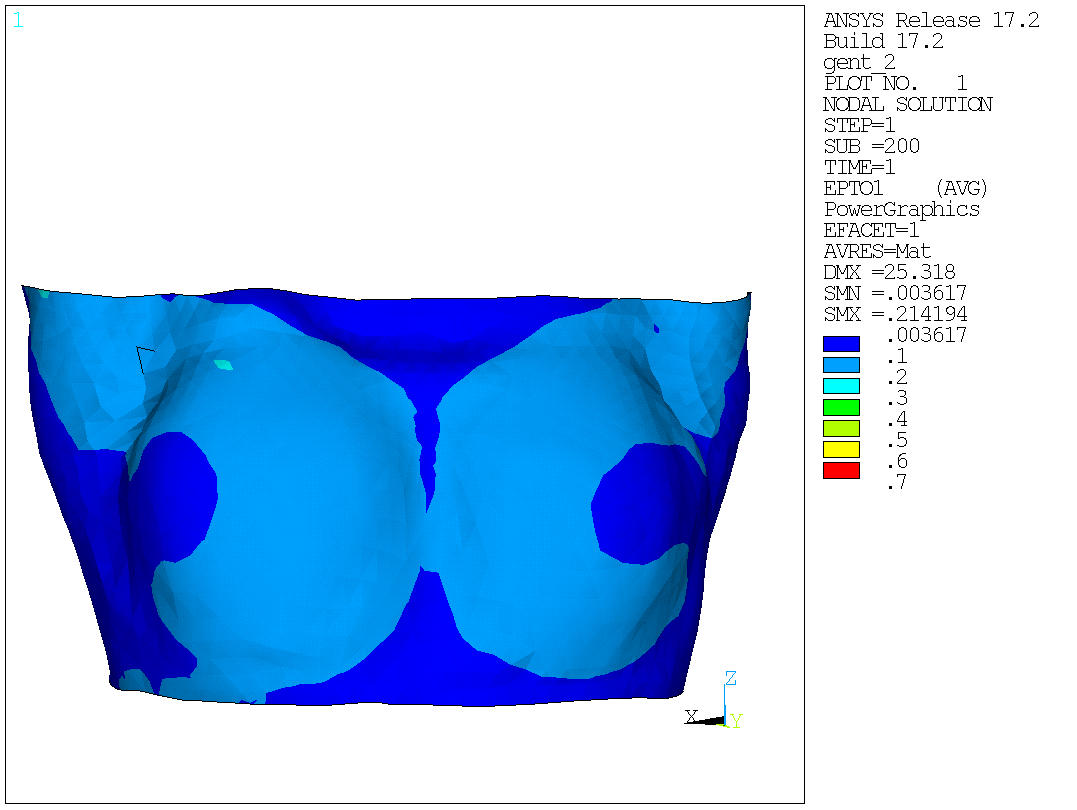 1
ANSYS Release 17.2
Build 17.2
gent_2
PLOT NO. 1
NODAL SOLUTION
STEP=1
SUB =200
TIME=1
EPTO1 (AVG)
PowerGraphics
EFACET=1
AVRES=Mat
DMX =25.318
SMN =.003617
SMX =.214194
.003617
.1
.2
.3
.4
.5
.6
.7
Z
X
Y